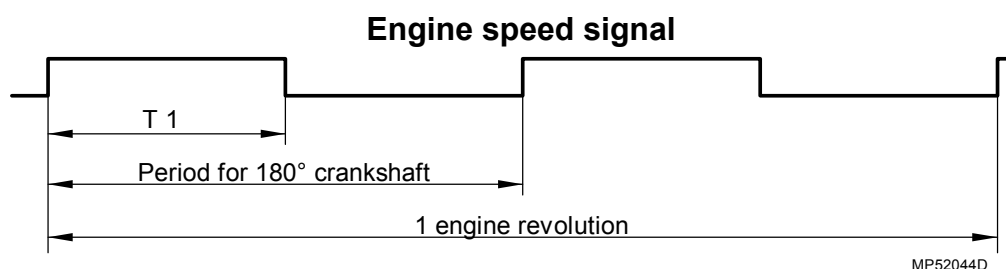 Engine speed signal
T 1
Period for 180° crankshaft
1 engine revolution
MP52044D